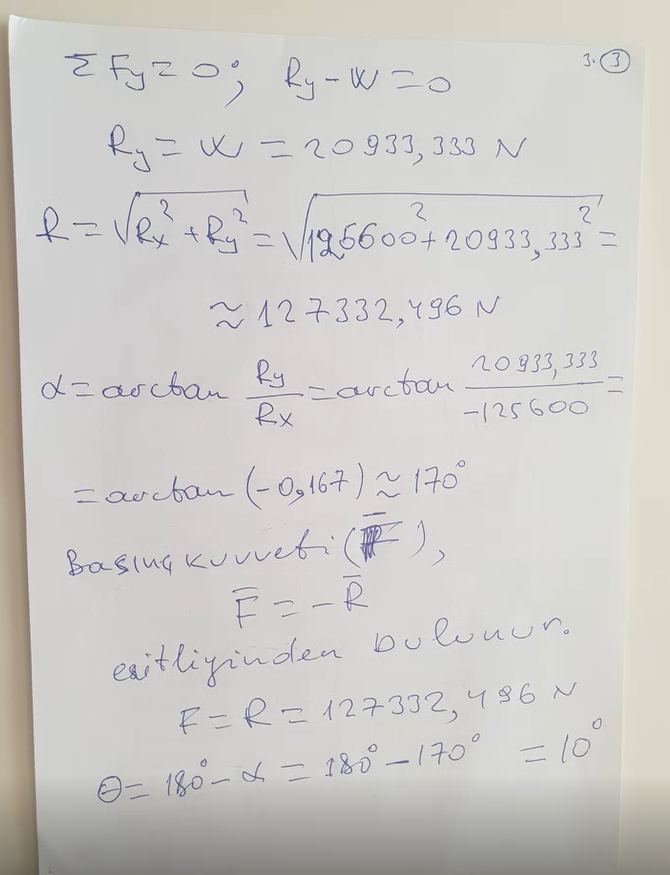 3. 3
ΣFy = 0; Ry - W = 0
Ry = W = 20933,333 N
R = √(Rx² + Ry²) = √(125600² + 20933,333²) =
≈ 127332,496 N
α = arctan Ry/Rx = arctan 20933,333/-125600 =
= arctan (-0,167) ≈ 170°
Basınç kuvveti (F̅),
F̅ = -R̅
eşitliğinden bulunur.
F = R = 127332,496 N
Θ = 180° - α = 180° - 170° = 10°